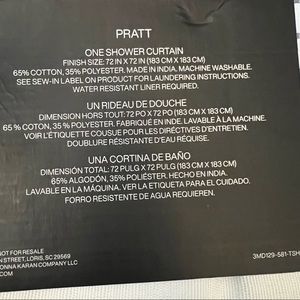 PRATT
ONE SHOWER CURTAIN
FINISH SIZE: 72 IN X 72 IN (183 CM X 183 CM)
65% COTTON, 35% POLYESTER. MADE IN INDIA. MACHINE WASHABLE.
SEE SEW-IN LABEL ON PRODUCT FOR LAUNDERING INSTRUCTIONS.
WATER RESISTANT LINER REQUIRED.
UN RIDEAU DE DOUCHE
DIMENSION HORS TOUT: 72 PO X 72 PO (183 CM X 183 CM)
65 % COTON, 35% POLYESTER, FABRIQUÉ EN INDE. LAVABLE À LA MACHINE.
VOIR L'ÉTIQUETTE COUSUE POUR LES DIRECTIVES D'ENTRETIEN.
DOUBLURE RÉSISTANTE D'EAU RÉQUISE.
UNA CORTINA DE BAÑO
DIMENSIÓN TOTAL: 72 PULG X 72 PULG (183 CM X 183 CM)
65% ALGODÓN, 35% POLIÉSTER. HECHO EN INDIA.
LAVABLE EN LA MÁQUINA. VER LA ETIQUETA PARA EL CUIDADO.
FORRO RESISTENTE DE AGUA REQUIEREN.
NOT FOR RESALE
N STREET, LORIS, SC 29569
DONNA KARAN COMPANY LLC
.COM
3MD129-581-TSH